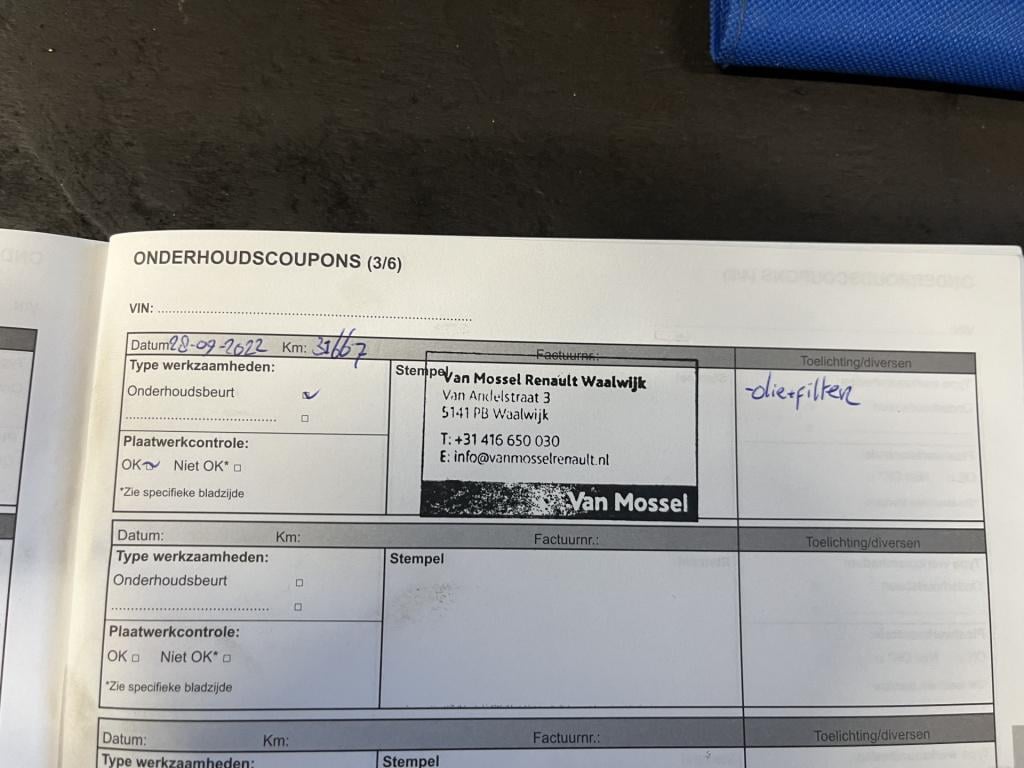 ONDERHOUDSCOUPONS (3/6)
VIN: ........................
Datum: 28-09-2022 Km: 31667 Factuurnr.: Toelichting/diversen
Type werkzaamheden: Stempel
Onderhoudsbeurt
Plaatwerkcontrole:
OK Niet OK*
*Zie specifieke bladzijde
Van Mossel Renault Waalwijk
Van Andelstraat 3
5141 PB Waalwijk
T: +31 416 650 030
E: info@vanmosselrenault.nl
Van Mossel
-olie+filter
Datum: Km: Factuurnr.: Toelichting/diversen
Type werkzaamheden: Stempel
Onderhoudsbeurt
Plaatwerkcontrole:
OK Niet OK*
*Zie specifieke bladzijde
Datum: Km: Factuurnr.: Toelichting/diversen
Type werkzaamheden: Stempel